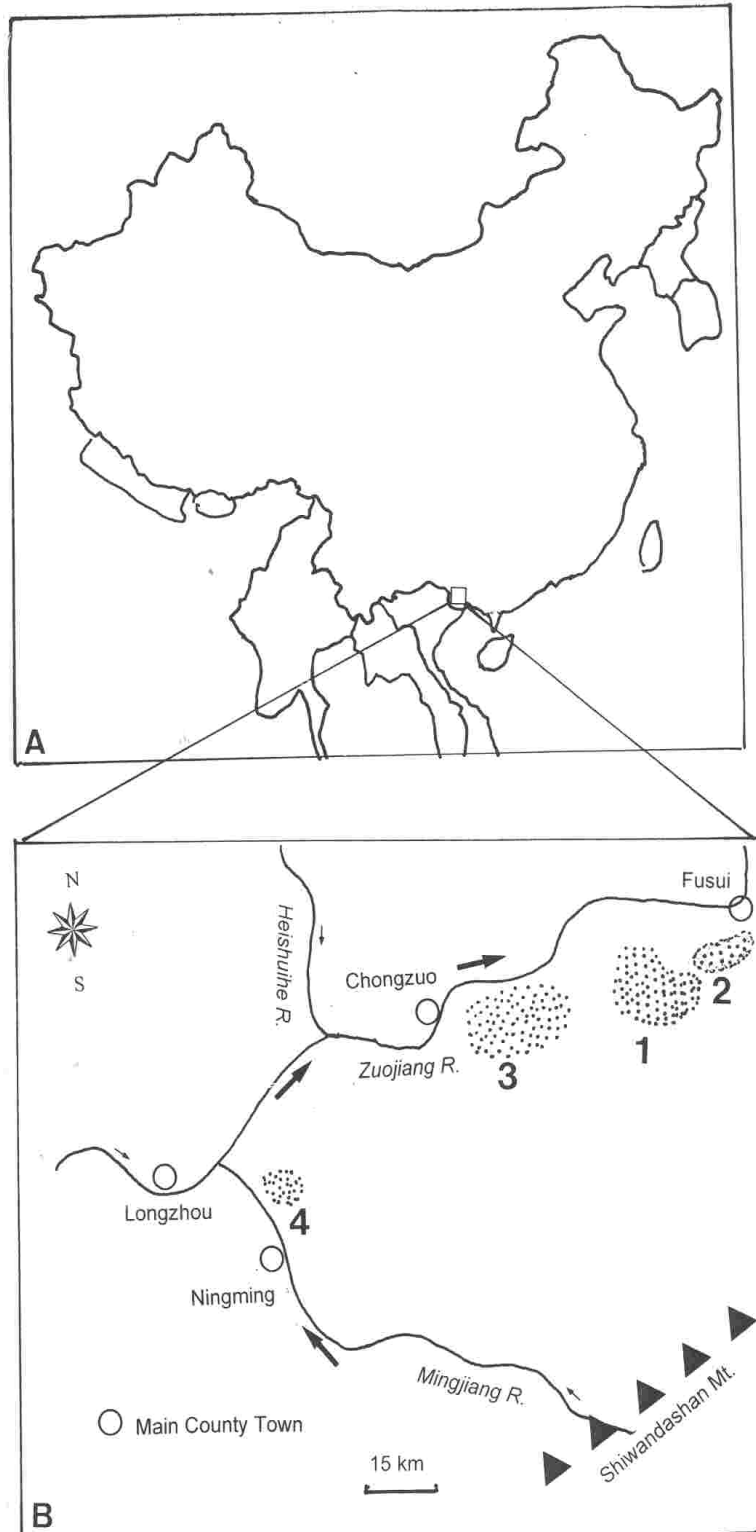 A
N
S
Heishuihe R.
Fusui
Chongzuo
2
1
3
Zuojiang R.
Longzhou
4
Ningming
Mingjiang R.
Shiwandashan Mt.
Main County Town
15 km
B